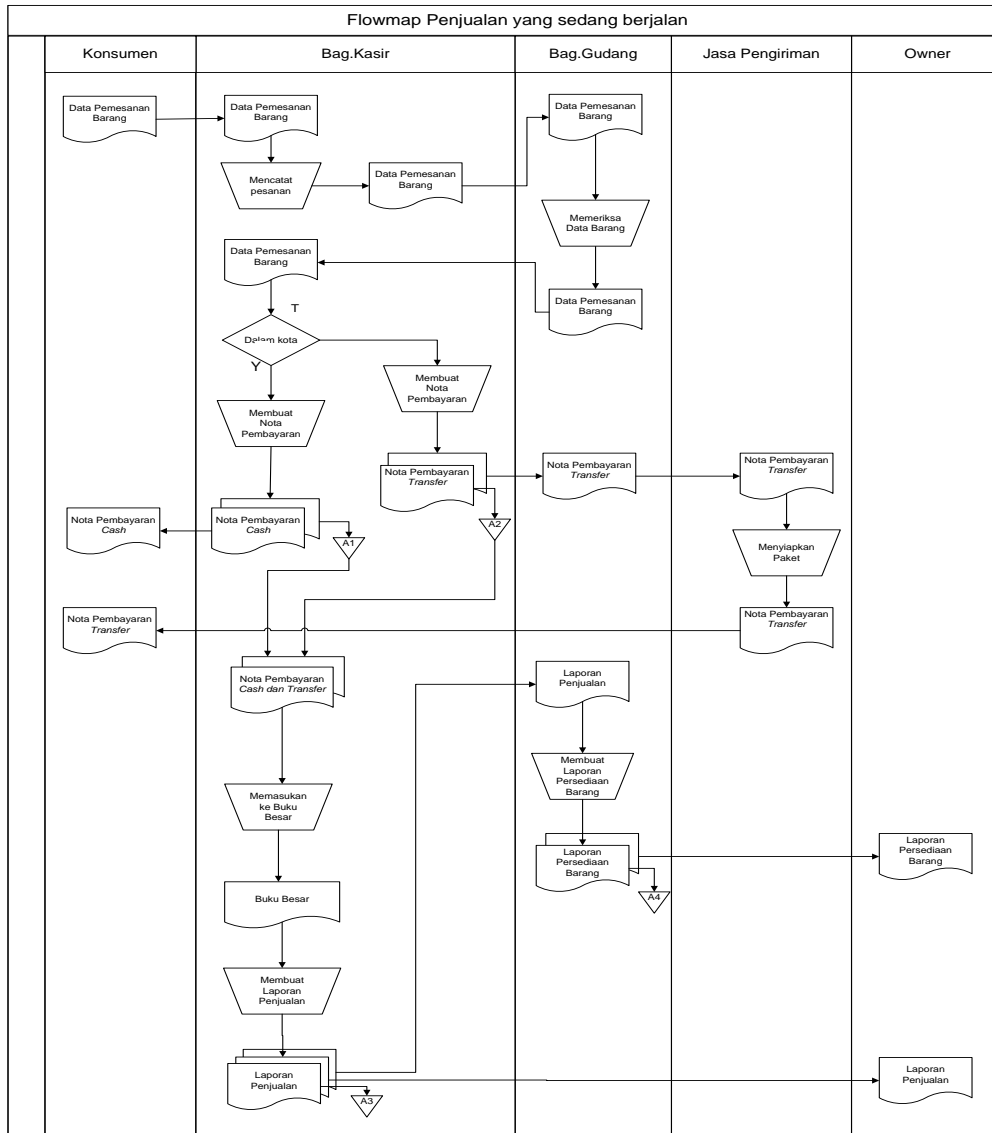 Flowmap Penjualan yang sedang berjalan
Konsumen
Bag.Kasir
Bag.Gudang
Jasa Pengiriman
Owner
Data Pemesanan
Barang
Data Pemesanan
Barang
Data Pemesanan
Barang
Mencatat
pesanan
Data Pemesanan
Barang
Memeriksa
Data Barang
Data Pemesanan
Barang
Data Pemesanan
Barang
T
Dalam kota
Y
Membuat
Nota
Pembayaran
Membuat
Nota
Pembayaran
Nota Pembayaran
Transfer
A2
Nota Pembayaran
Transfer
Nota Pembayaran
Transfer
Nota Pembayaran
Cash
Nota Pembayaran
Cash
A1
Menyiapkan
Paket
Nota Pembayaran
Transfer
Nota Pembayaran
Transfer
Nota Pembayaran
Cash dan Transfer
Laporan
Penjualan
Membuat
Laporan
Persediaan
Barang
Memasukan
ke Buku
Besar
Laporan
Persediaan
Barang
A4
Laporan
Persediaan
Barang
Buku Besar
Membuat
Laporan
Penjualan
Laporan
Penjualan
A3
Laporan
Penjualan